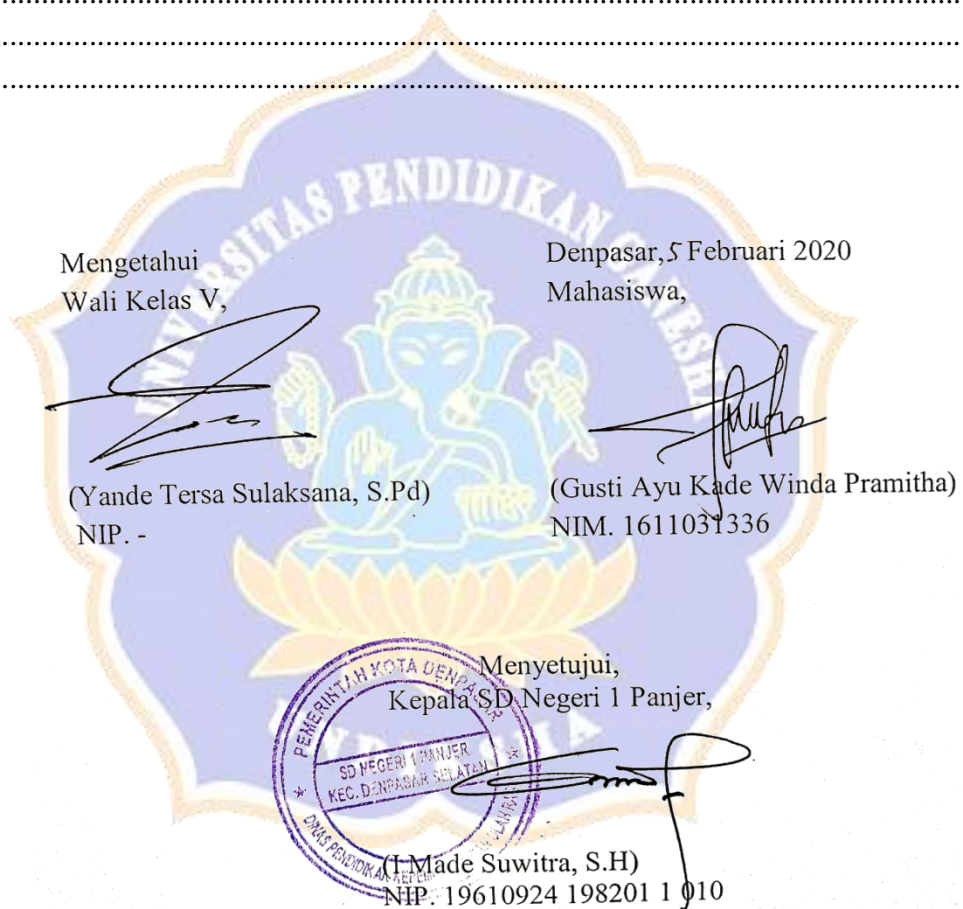 ................................................................................
................................................................................
................................................................................
UNIVERSITAS PENDIDIKAN GANESHA
Mengetahui
Wali Kelas V,
(Yande Tersa Sulaksana, S.Pd)
NIP. -
Denpasar, 5 Februari 2020
Mahasiswa,
(Gusti Ayu Kade Winda Pramitha)
NIM. 1611031336
Menyetujui,
Kepala SD Negeri 1 Panjer,
PEMERINTAH KOTA DENPASAR
SD NEGERI 1 PANJER
KEC. DENPASAR SELATAN
DINAS PENDIDIKAN
(I Made Suwitra, S.H)
NIP. 19610924 198201 1 010